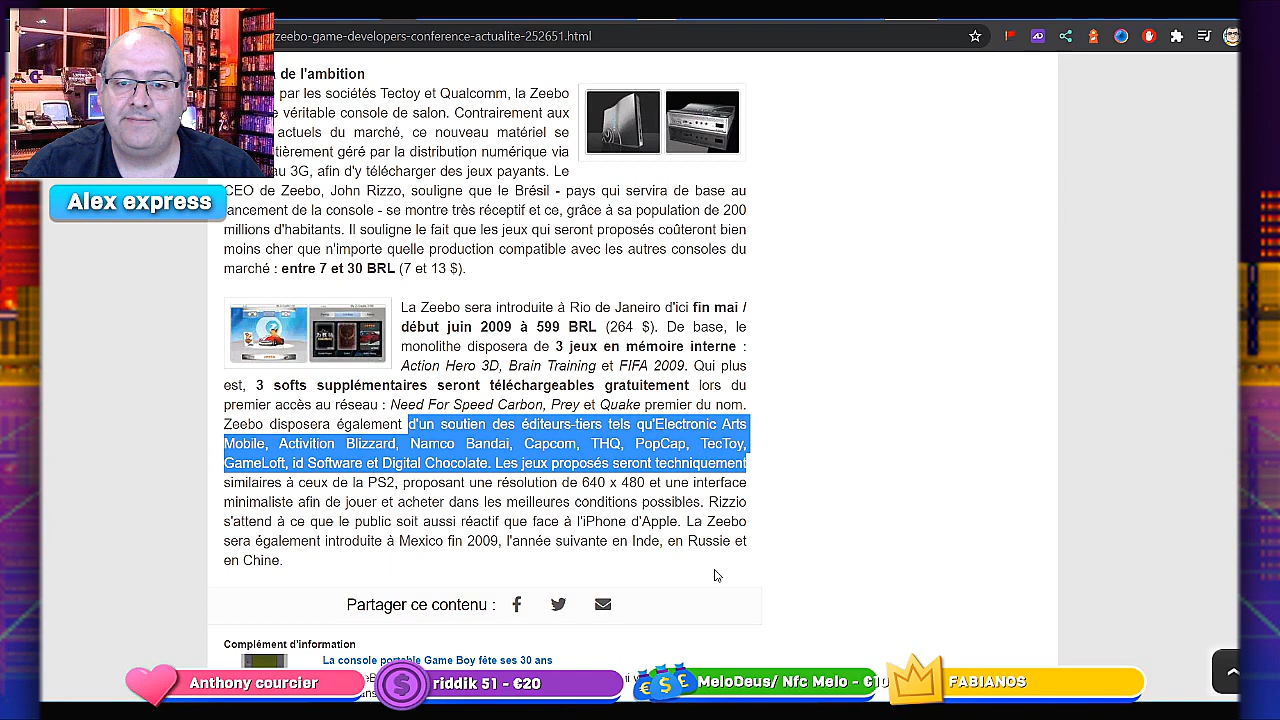 zeebo-game-developers-conference-actualite-252651.html
de l'ambition
par les sociétés Tectoy et Qualcomm, la Zeebo
véritable console de salon. Contrairement aux
actuels du marché, ce nouveau matériel se
tièrement géré par la distribution numérique via
au 3G, afin d'y télécharger des jeux payants. Le
CEO de Zeebo, John Rizzo, souligne que le Brésil - pays qui servira de base au
lancement de la console - se montre très réceptif et ce, grâce à sa population de 200
millions d'habitants. Il souligne le fait que les jeux qui seront proposés coûteront bien
moins cher que n'importe quelle production compatible avec les autres consoles du
marché : entre 7 et 30 BRL (7 et 13 $).
Alex express
La Zeebo sera introduite à Rio de Janeiro d'ici fin mai /
début juin 2009 à 599 BRL (264 $). De base, le
monolithe disposera de 3 jeux en mémoire interne :
Action Hero 3D, Brain Training et FIFA 2009. Qui plus
est, 3 softs supplémentaires seront téléchargeables gratuitement lors du
premier accès au réseau : Need For Speed Carbon, Prey et Quake premier du nom.
Zeebo disposera également d'un soutien des éditeurs-tiers tels qu'Electronic Arts
Mobile, Activition Blizzard, Namco Bandai, Capcom, THQ, PopCap, TecToy,
GameLoft, id Software et Digital Chocolate. Les jeux proposés seront techniquement
similaires à ceux de la PS2, proposant une résolution de 640 x 480 et une interface
minimaliste afin de jouer et acheter dans les meilleures conditions possibles. Rizzio
s'attend à ce que le public soit aussi réactif que face à l'iPhone d'Apple. La Zeebo
sera également introduite à Mexico fin 2009, l'année suivante en Inde, en Russie et
en Chine.
Partager ce contenu :
Complément d'information
La console portable Game Boy fête ses 30 ans
Anthony courcier
riddik 51 - €20
MeloDeus/ Nfc Melo - €10
FABIANOS